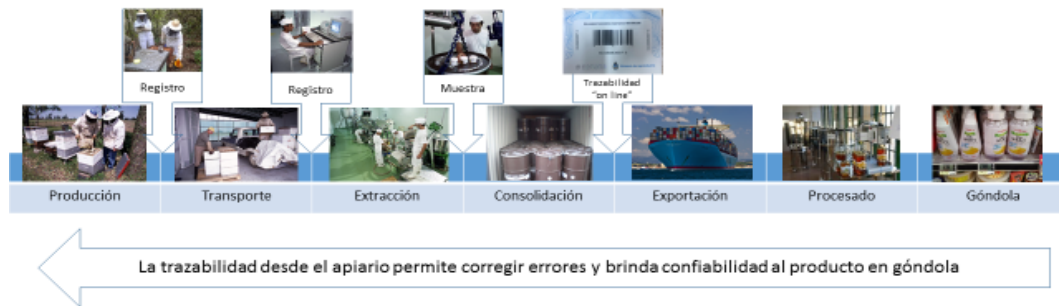 Registro
Registro
Muestra
Trazabilidad
"on line"
Producción
Transporte
Extracción
Consolidación
Exportación
Procesado
Góndola
La trazabilidad desde el apiario permite corregir errores y brinda confiabilidad al producto en góndola